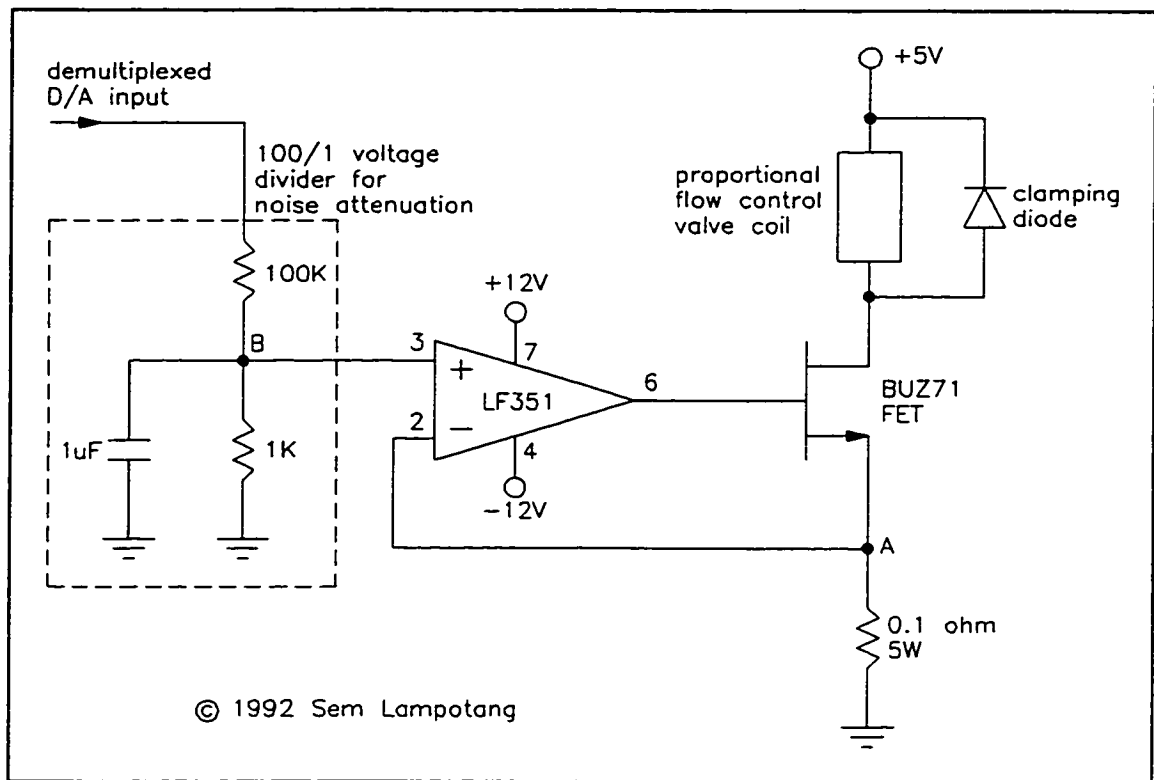 demultiplexed
D/A input
100/1 voltage
divider for
noise attenuation
100K
B
1uF
1K
+12V
3
7
+
LF351
6
2
−
4
−12V
+5V
proportional
flow control
valve coil
clamping
diode
BUZ71
FET
A
0.1 ohm
5W
© 1992 Sem Lampotang